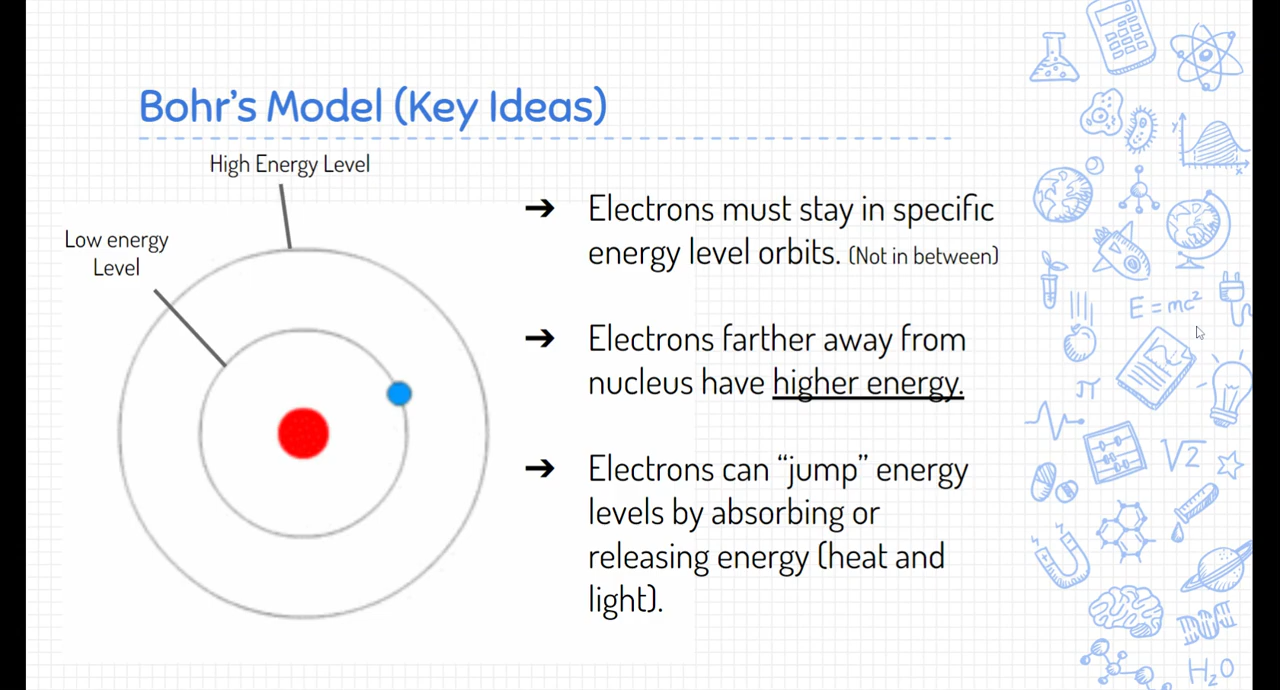 Bohr's Model (Key Ideas)
High Energy Level
Low energy
Level
➔ Electrons must stay in specific
energy level orbits. (Not in between)
➔ Electrons farther away from
nucleus have higher energy.
➔ Electrons can “jump” energy
levels by absorbing or
releasing energy (heat and
light).
y
x
E=mc²
π
√2
H₂O